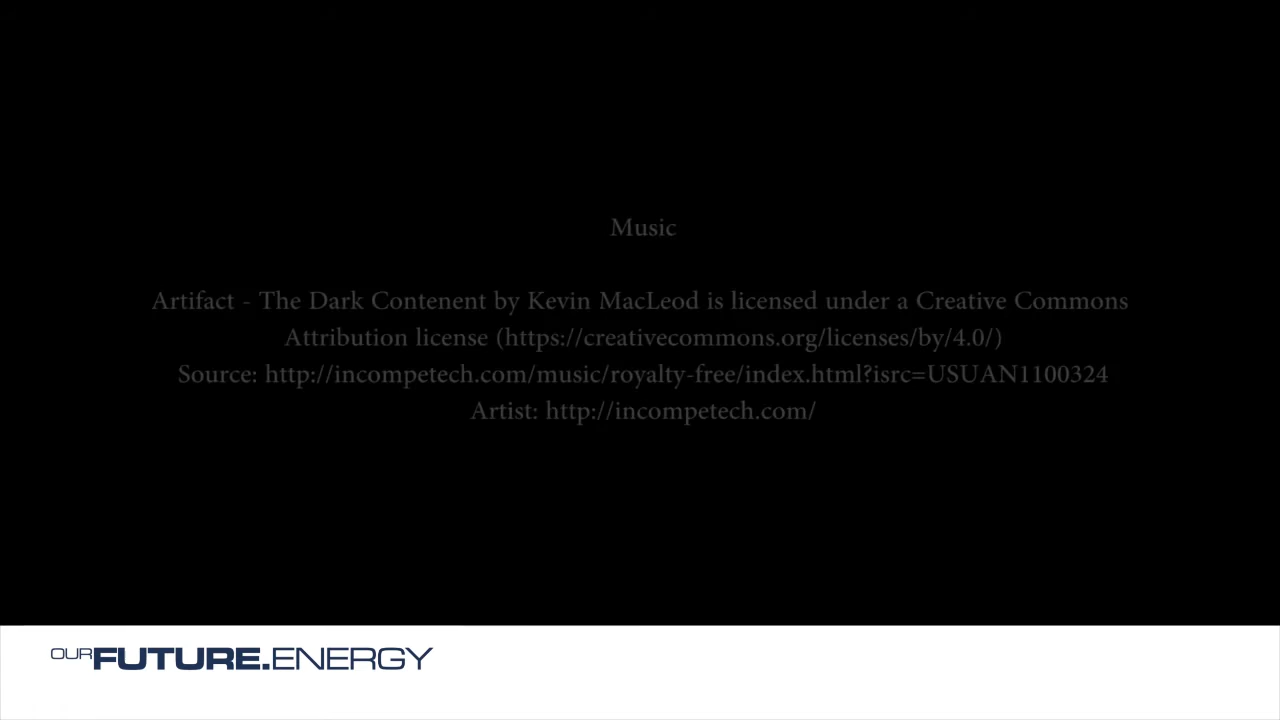 Music
Artifact - The Dark Contenent by Kevin MacLeod is licensed under a Creative Commons
Attribution license (https://creativecommons.org/licenses/by/4.0/)
Source: http://incompetech.com/music/royalty-free/index.html?isrc=USUAN1100324
Artist: http://incompetech.com/
OURFUTURE.ENERGY